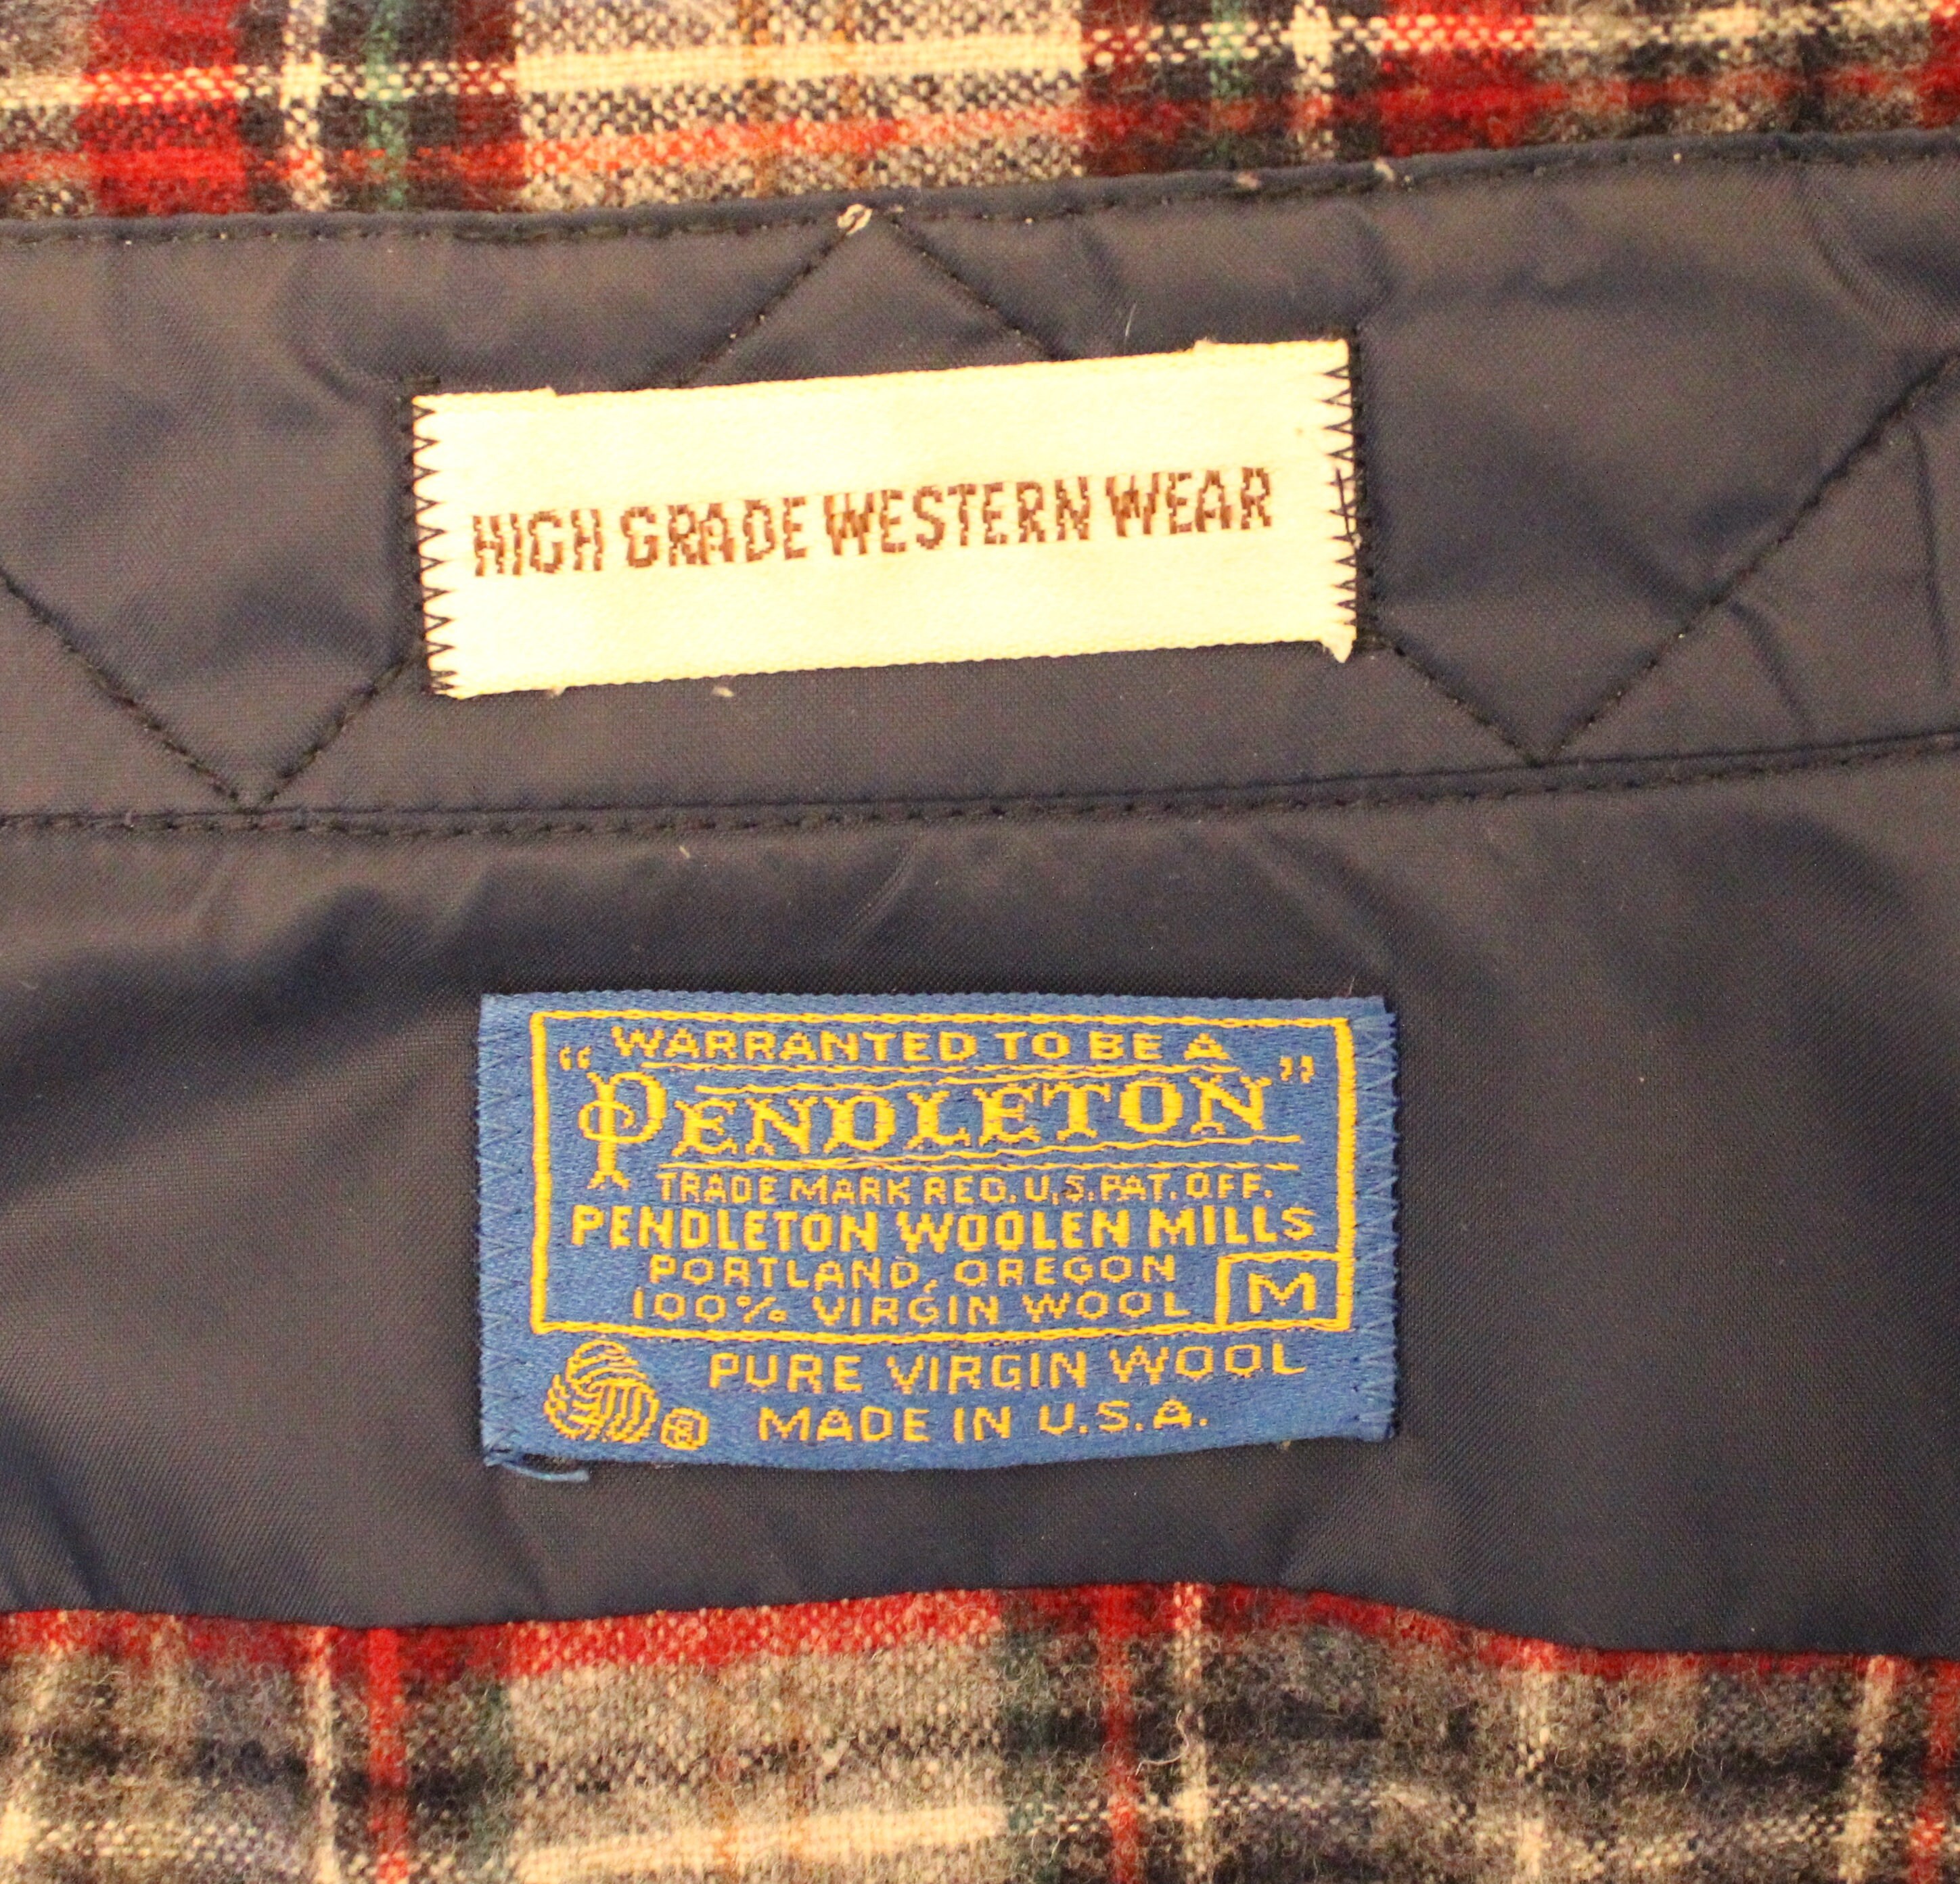 HIGH GRADE WESTERN WEAR
WARRANTED TO BE A
"PENDLETON"
TRADE MARK REG. U.S. PAT. OFF.
PENDLETON WOOLEN MILLS
PORTLAND, OREGON
100% VIRGIN WOOL M
PURE VIRGIN WOOL
® MADE IN U.S.A.